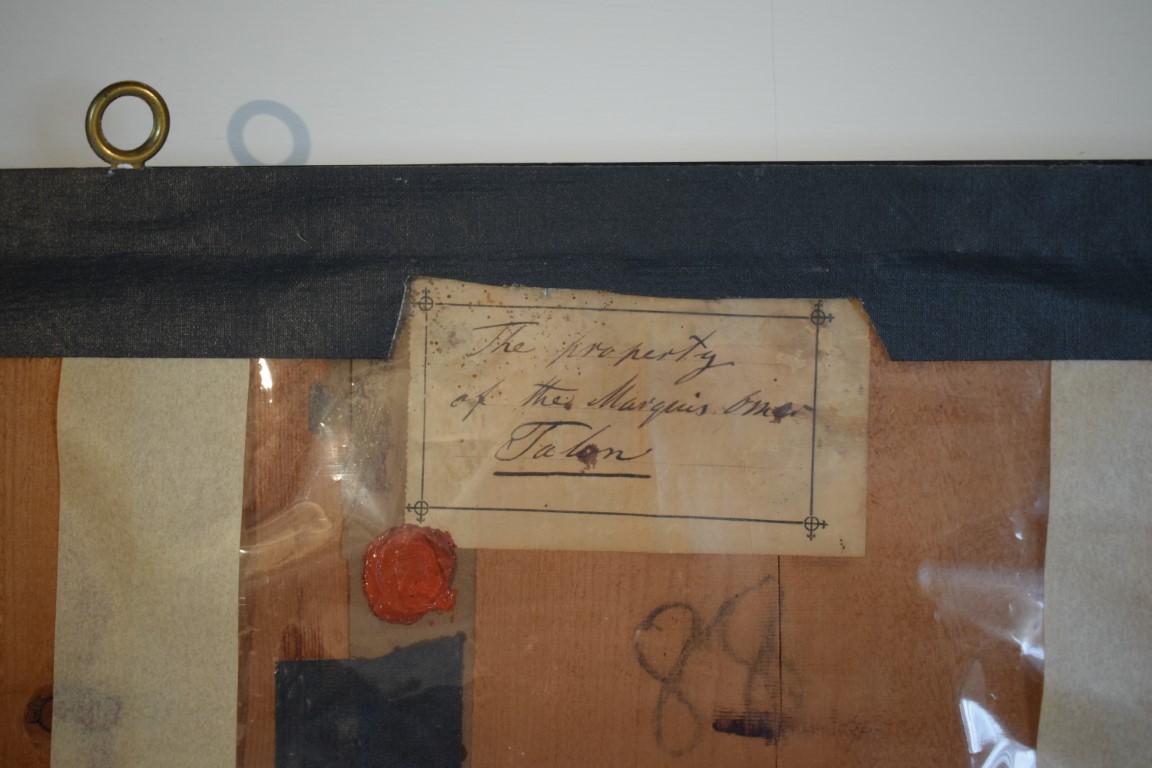 The property
of the Marquis Omer
Talon
88